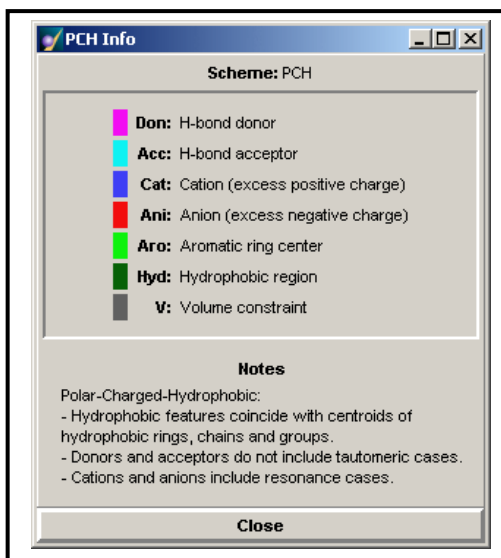 PCH Info
Scheme: PCH
Don: H-bond donor
Acc: H-bond acceptor
Cat: Cation (excess positive charge)
Ani: Anion (excess negative charge)
Aro: Aromatic ring center
Hyd: Hydrophobic region
V: Volume constraint
Notes
Polar-Charged-Hydrophobic:
- Hydrophobic features coincide with centroids of
hydrophobic rings, chains and groups.
- Donors and acceptors do not include tautomeric cases.
- Cations and anions include resonance cases.
Close